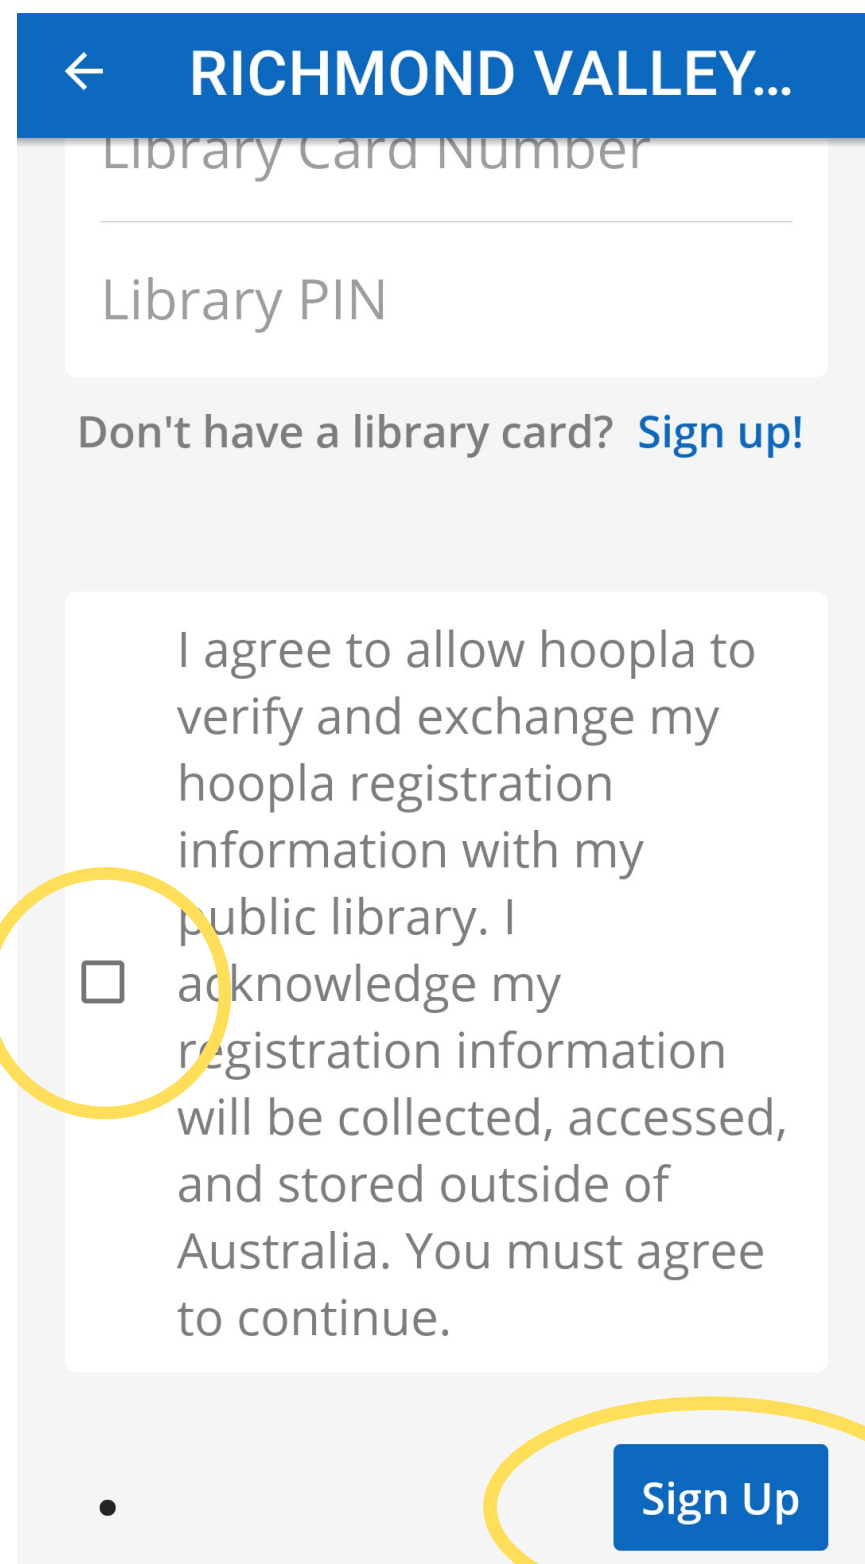 RICHMOND VALLEY...
Library Card Number
Library PIN
Don't have a library card? Sign up!
I agree to allow hoopla to
verify and exchange my
hoopla registration
information with my
public library. I
acknowledge my
registration information
will be collected, accessed,
and stored outside of
Australia. You must agree
to continue.
Sign Up